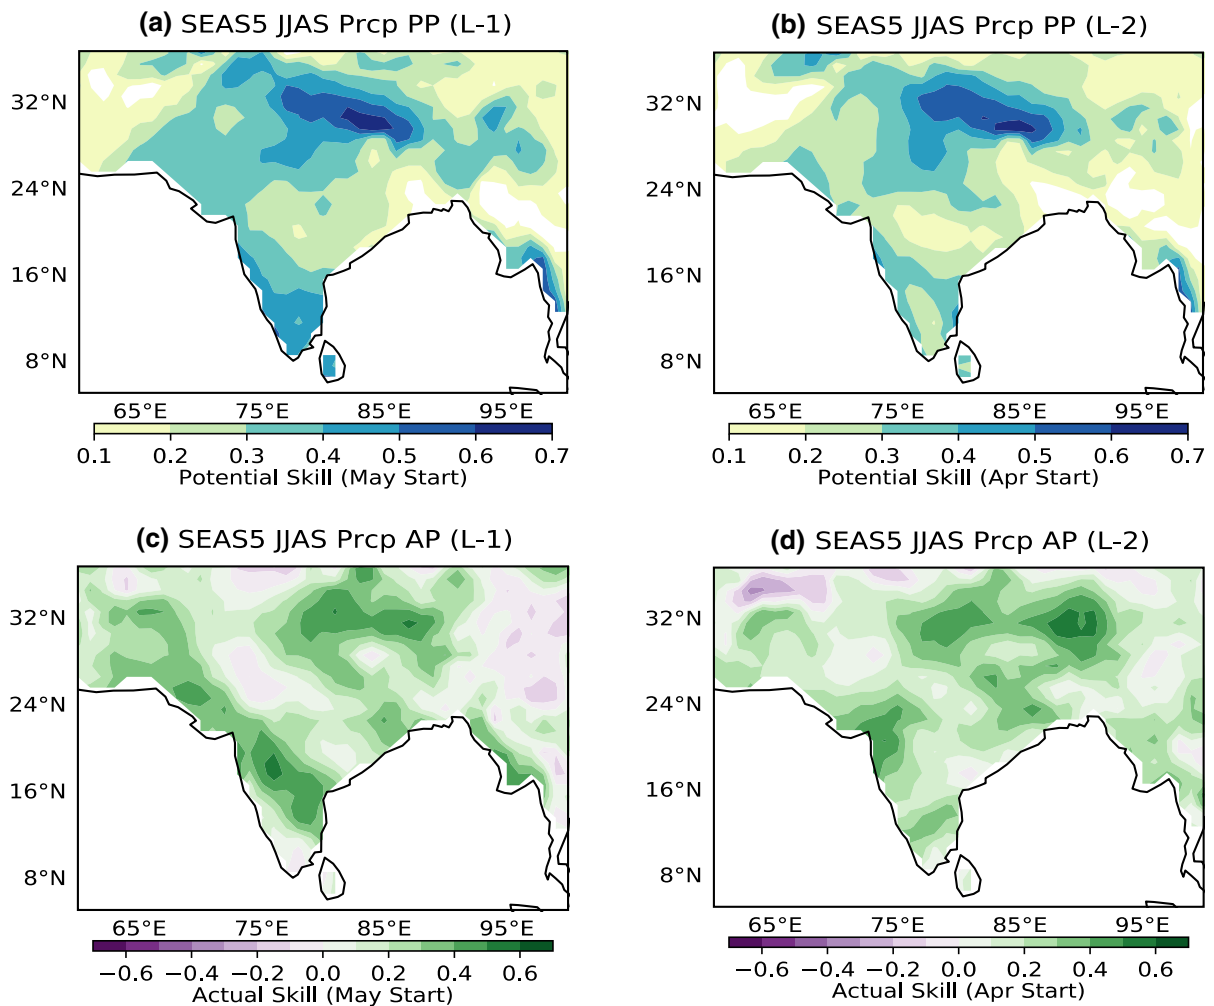 (a) SEAS5 JJAS Prcp PP (L-1)
32°N
24°N
16°N
8°N
65°E 75°E 85°E 95°E
0.1 0.2 0.3 0.4 0.5 0.6 0.7
Potential Skill (May Start)
(b) SEAS5 JJAS Prcp PP (L-2)
32°N
24°N
16°N
8°N
65°E 75°E 85°E 95°E
0.1 0.2 0.3 0.4 0.5 0.6 0.7
Potential Skill (Apr Start)
(c) SEAS5 JJAS Prcp AP (L-1)
32°N
24°N
16°N
8°N
65°E 75°E 85°E 95°E
−0.6 −0.4 −0.2 0.0 0.2 0.4 0.6
Actual Skill (May Start)
(d) SEAS5 JJAS Prcp AP (L-2)
32°N
24°N
16°N
8°N
65°E 75°E 85°E 95°E
−0.6 −0.4 −0.2 0.0 0.2 0.4 0.6
Actual Skill (Apr Start)